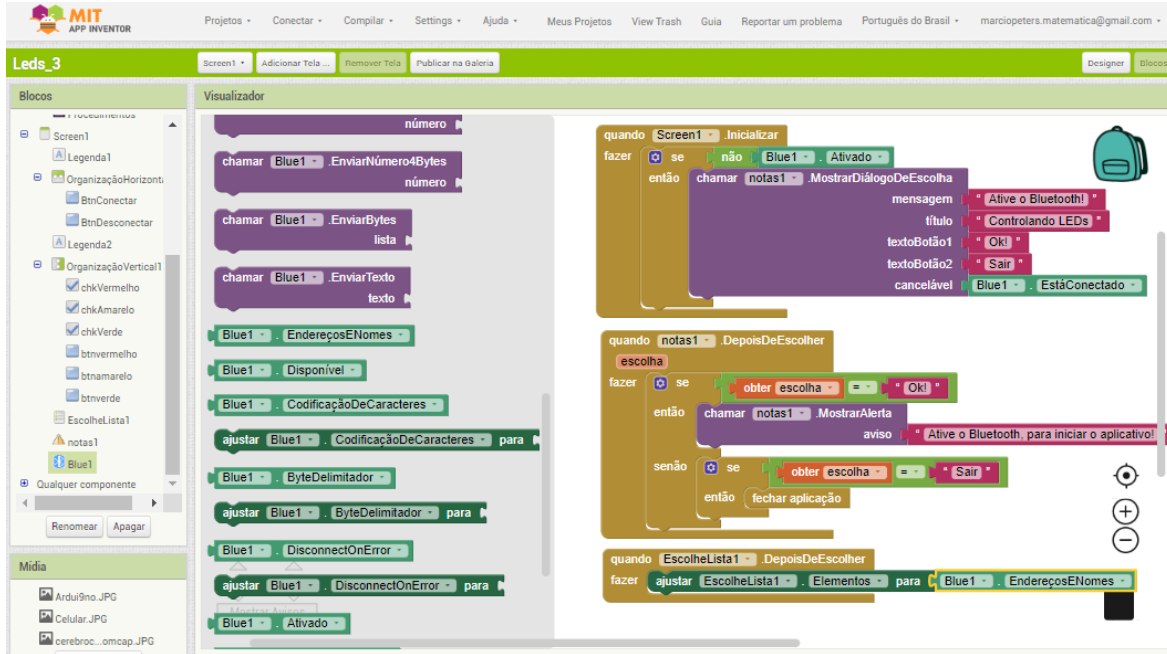 MIT
APP INVENTOR
Projetos
Conectar
Compilar
Settings
Ajuda
Meus Projetos
View Trash
Guia
Reportar um problema
Português do Brasil
marciopeters.matematica@gmail.com
Leds_3
Screen1
Adicionar Tela ...
Remover Tela
Publicar na Galeria
Designer
Blocos
Blocos
Procedimentos
Screen1
Legenda1
OrganizaçãoHorizonta
BtnConectar
BtnDesconectar
Legenda2
OrganizaçãoVertical1
chkVermelho
chkAmarelo
chkVerde
btnvermelho
btnamarelo
btnverde
EscolheLista1
notas1
Blue1
Qualquer componente
Renomear
Apagar
Mídia
Ardui9no.JPG
Celular.JPG
cerebroc...omcap.JPG
Visualizador
número
chamar Blue1 .EnviarNúmero4Bytes
número
chamar Blue1 .EnviarBytes
lista
chamar Blue1 .EnviarTexto
texto
Blue1 . EndereçosENomes
Blue1 . Disponível
Blue1 . CodificaçãoDeCaracteres
ajustar Blue1 . CodificaçãoDeCaracteres para
Blue1 . ByteDelimitador
ajustar Blue1 . ByteDelimitador para
Blue1 . DisconnectOnError
ajustar Blue1 . DisconnectOnError para
Mostrar Avisos
Blue1 . Ativado
quando Screen1 .Inicializar
fazer se não Blue1 . Ativado
então chamar notas1 .MostrarDiálogoDeEscolha
mensagem " Ative o Bluetooth! "
título " Controlando LEDs "
textoBotão1 " Ok! "
textoBotão2 " Sair "
cancelável Blue1 . EstáConectado
quando notas1 .DepoisDeEscolher
escolha
fazer se obter escolha = " Ok! "
então chamar notas1 .MostrarAlerta
aviso " Ative o Bluetooth, para iniciar o aplicativo!
senão se obter escolha = " Sair "
então fechar aplicação
quando EscolheLista1 .DepoisDeEscolher
fazer ajustar EscolheLista1 . Elementos para Blue1 . EndereçosENomes